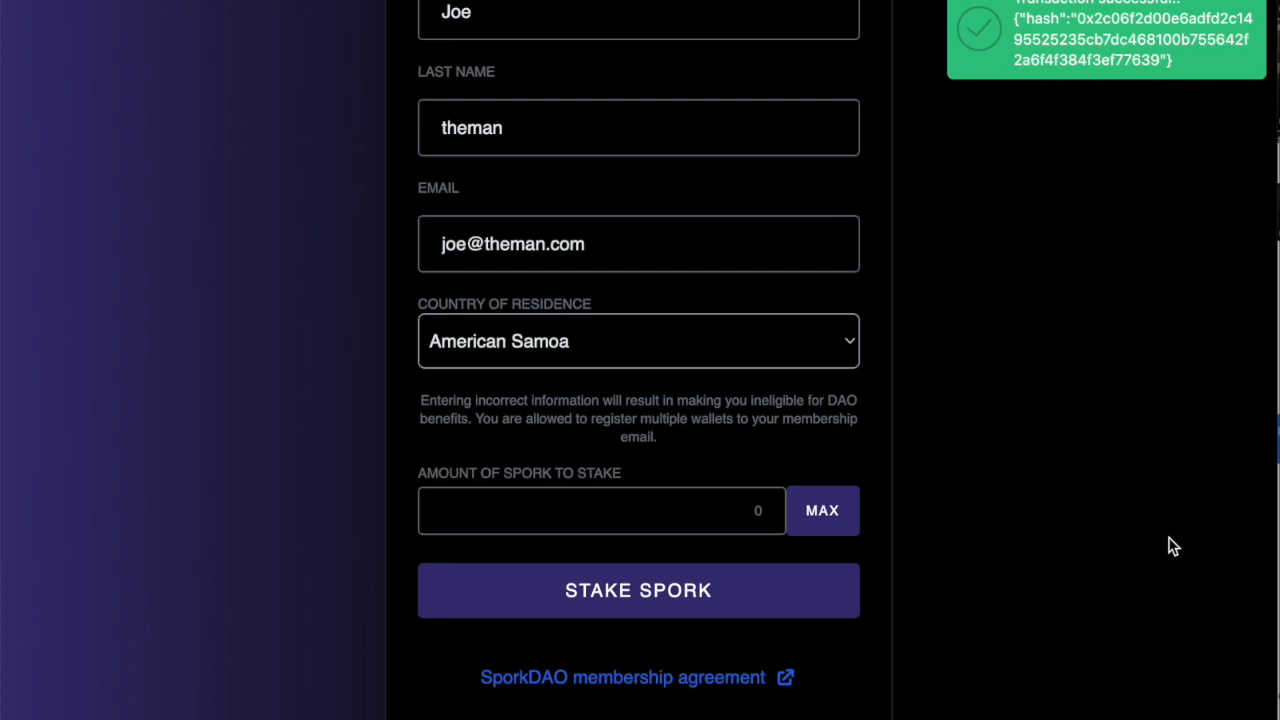 Joe
Transaction successful..
{"hash":"0x2c06f2d00e6adfd2c14
95525235cb7dc468100b755642f
2a6f4f384f3ef77639"}
LAST NAME
theman
EMAIL
joe@theman.com
COUNTRY OF RESIDENCE
American Samoa
Entering incorrect information will result in making you ineligible for DAO
benefits. You are allowed to register multiple wallets to your membership
email.
AMOUNT OF SPORK TO STAKE
0
MAX
STAKE SPORK
SporkDAO membership agreement